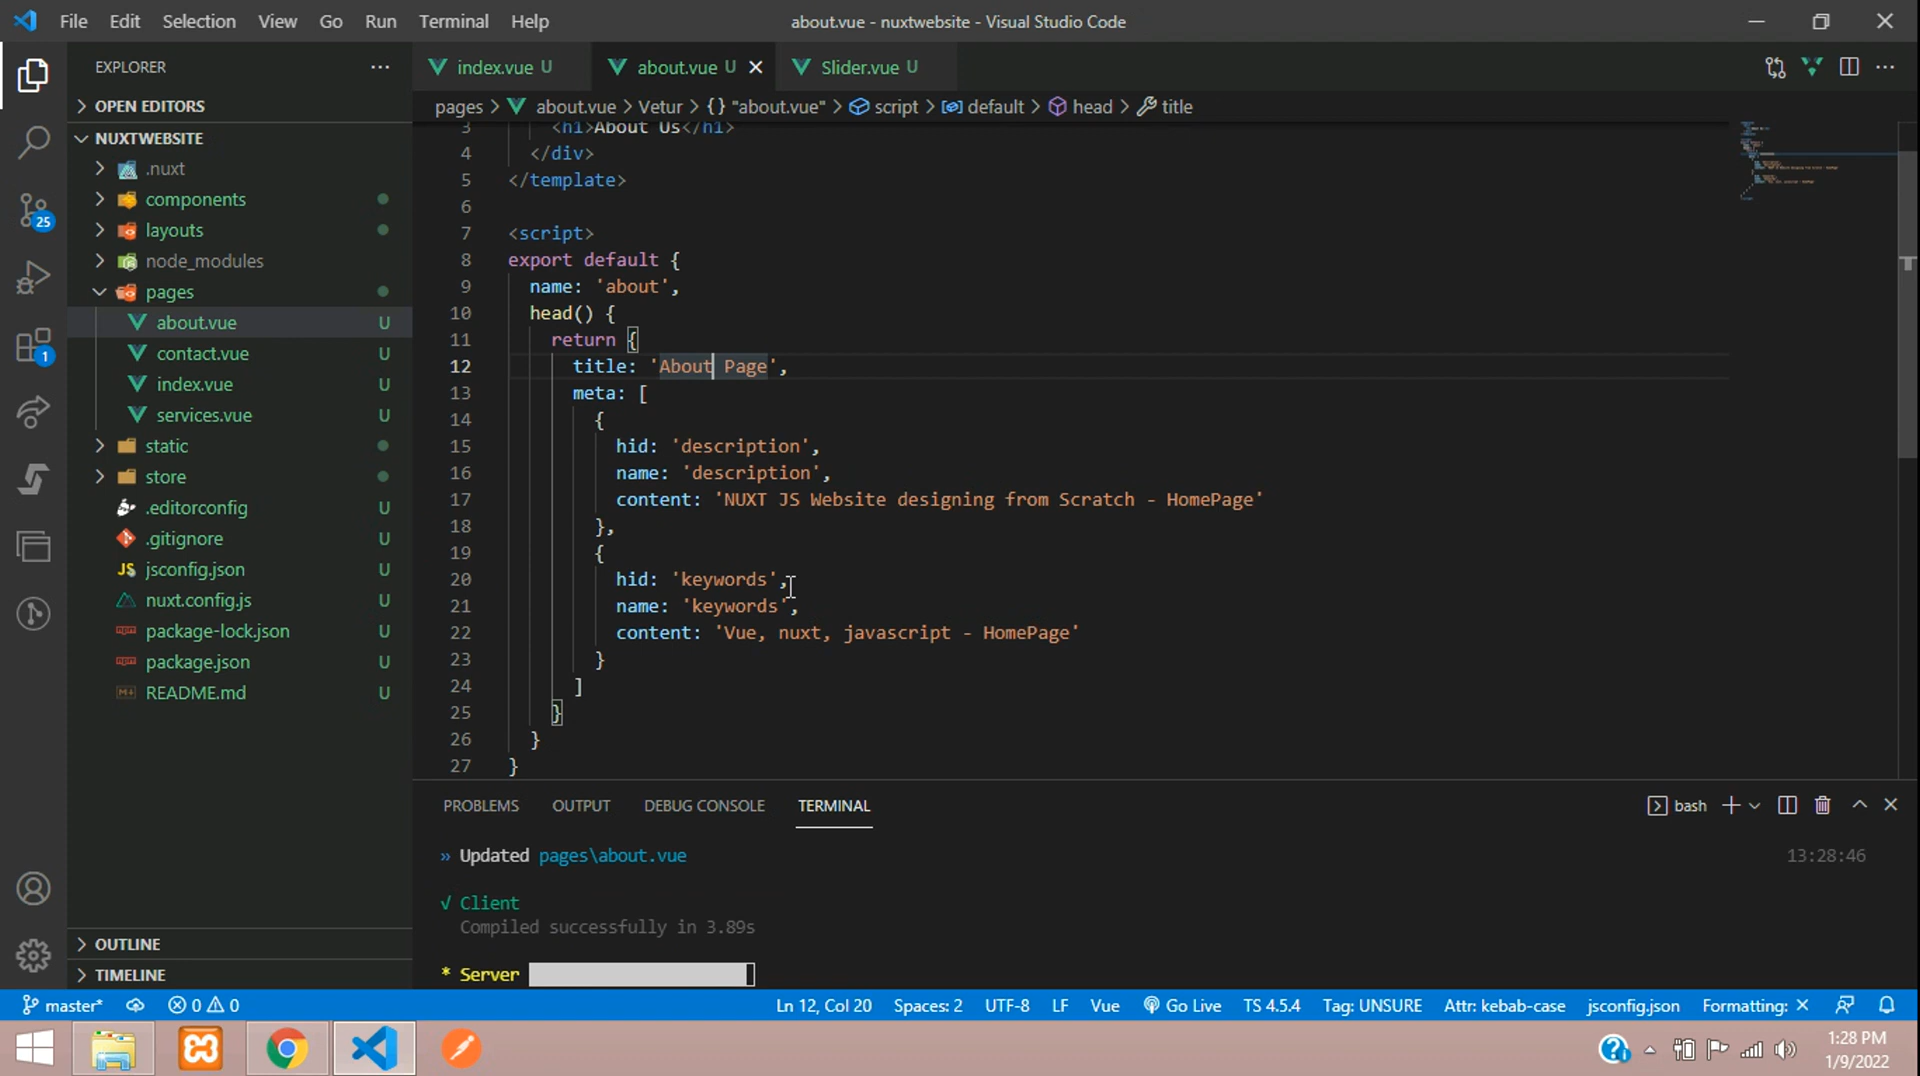 File Edit Selection View Go Run Terminal Help
about.vue - nuxtwebsite - Visual Studio Code
EXPLORER
OPEN EDITORS
NUXTWEBSITE
.nuxt
components
layouts
node_modules
pages
about.vue U
contact.vue U
index.vue U
services.vue U
static
store
.editorconfig U
.gitignore U
JS jsconfig.json U
nuxt.config.js U
package-lock.json U
package.json U
README.md U
OUTLINE
TIMELINE
25
1
index.vue U
about.vue U
Slider.vue U
pages > about.vue > Vetur > {} "about.vue" > script > default > head > title
3 <h1>About Us</h1>
4 </div>
5 </template>
6
7 <script>
8 export default {
9 name: 'about',
10 head() {
11 return {
12 title: 'About Page',
13 meta: [
14 {
15 hid: 'description',
16 name: 'description',
17 content: 'NUXT JS Website designing from Scratch - HomePage'
18 },
19 {
20 hid: 'keywords',
21 name: 'keywords',
22 content: 'Vue, nuxt, javascript - HomePage'
23 }
24 ]
25 }
26 }
27 }
PROBLEMS OUTPUT DEBUG CONSOLE TERMINAL
bash
» Updated pages\about.vue 13:28:46
√ Client
Compiled successfully in 3.89s
* Server
master* 0 0 Ln 12, Col 20 Spaces: 2 UTF-8 LF Vue Go Live TS 4.5.4 Tag: UNSURE Attr: kebab-case jsconfig.json Formatting: ×
1:28 PM
1/9/2022